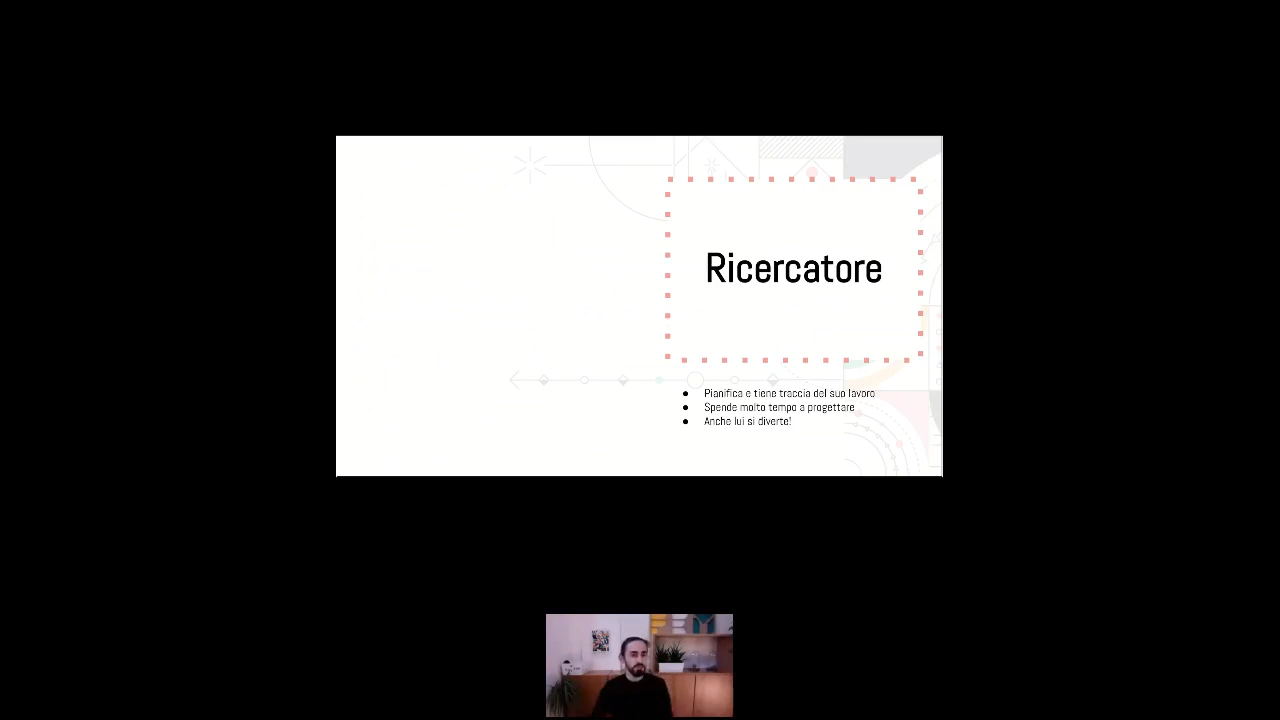 Ricercatore
● Pianifica e tiene traccia del suo lavoro
● Spende molto tempo a progettare
● Anche lui si diverte!